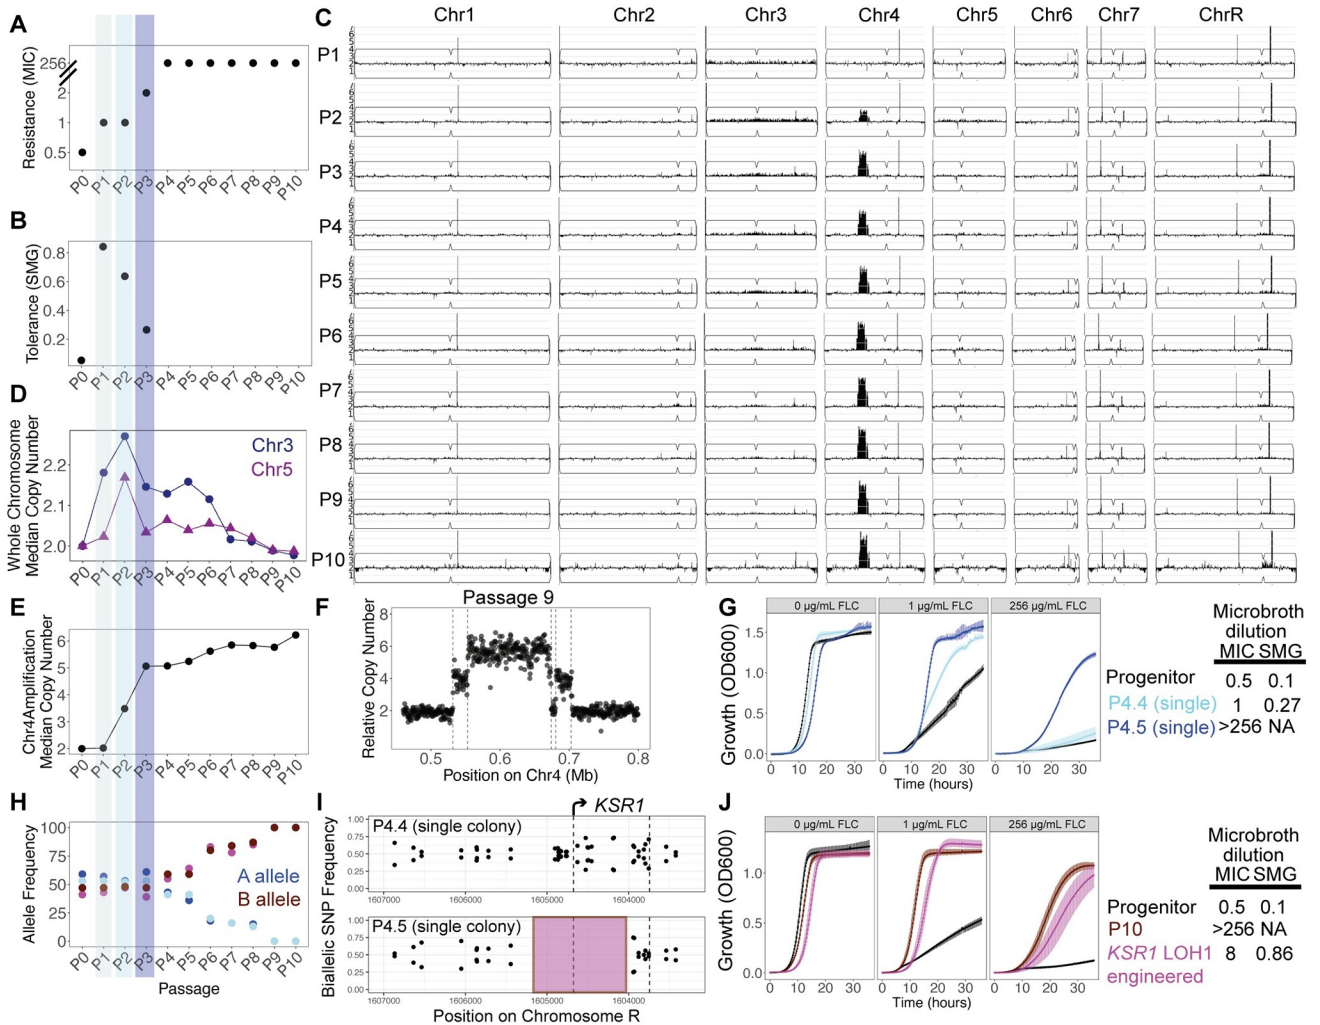 A
Resistance (MIC)
256
2
1
0.5
P0 P1 P2 P3 P4 P5 P6 P7 P8 P9 P10
B
Tolerance (SMG)
0.8
0.6
0.4
0.2
P0 P1 P2 P3 P4 P5 P6 P7 P8 P9 P10
C
Chr1 Chr2 Chr3 Chr4 Chr5 Chr6 Chr7 ChrR
P1
P2
P3
P4
P5
P6
P7
P8
P9
P10
D
Whole Chromosome
Median Copy Number
Chr3
Chr5
2.2
2.1
2.0
P0 P1 P2 P3 P4 P5 P6 P7 P8 P9 P10
E
Chr4Amplification
Median Copy Number
6
5
4
3
2
P0 P1 P2 P3 P4 P5 P6 P7 P8 P9 P10
F
Passage 9
Relative Copy Number
8
6
4
2
0.5 0.6 0.7 0.8
Position on Chr4 (Mb)
G
0 µg/mL FLC 1 µg/mL FLC 256 µg/mL FLC
Growth (OD600)
1.5
1.0
0.5
0.0
0 10 20 30 0 10 20 30 0 10 20 30
Time (hours)
Microbroth
dilution
MIC SMG
Progenitor 0.5 0.1
P4.4 (single) 1 0.27
P4.5 (single) >256 NA
H
Allele Frequency
100
75
50
25
0
A allele
B allele
P0 P1 P2 P3 P4 P5 P6 P7 P8 P9 P10
Passage
I
KSR1
Biallelic SNP Frequency
P4.4 (single colony)
1.00
0.75
0.50
0.25
0.00
1607000 1606000 1605000 1604000
P4.5 (single colony)
1.00
0.75
0.50
0.25
0.00
1607000 1606000 1605000 1604000
Position on Chromosome R
J
0 µg/mL FLC 1 µg/mL FLC 256 µg/mL FLC
Growth (OD600)
1.0
0.5
0.0
0 10 20 30 0 10 20 30 0 10 20 30
Time (hours)
Microbroth
dilution
MIC SMG
Progenitor 0.5 0.1
P10 >256 NA
KSR1 LOH1 8 0.86
engineered